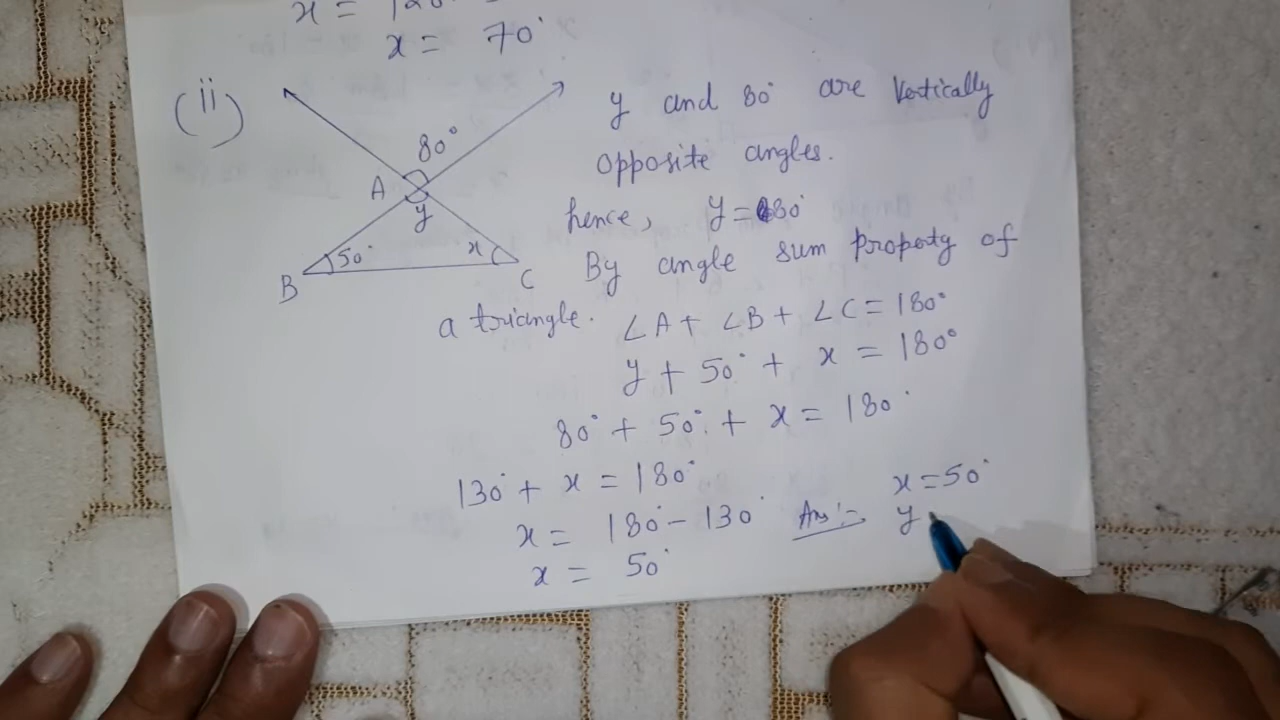 x =
x = 70°
(ii)
80°
A
y
50°
x
B
C
y and 80° are Vertically
opposite angles.
hence, y = 80°
By angle sum property of
a triangle. ∠A + ∠B + ∠C = 180°
y + 50° + x = 180°
80° + 50° + x = 180°
130° + x = 180°
x = 180° - 130°
x = 50°
Ans :- x = 50°
y